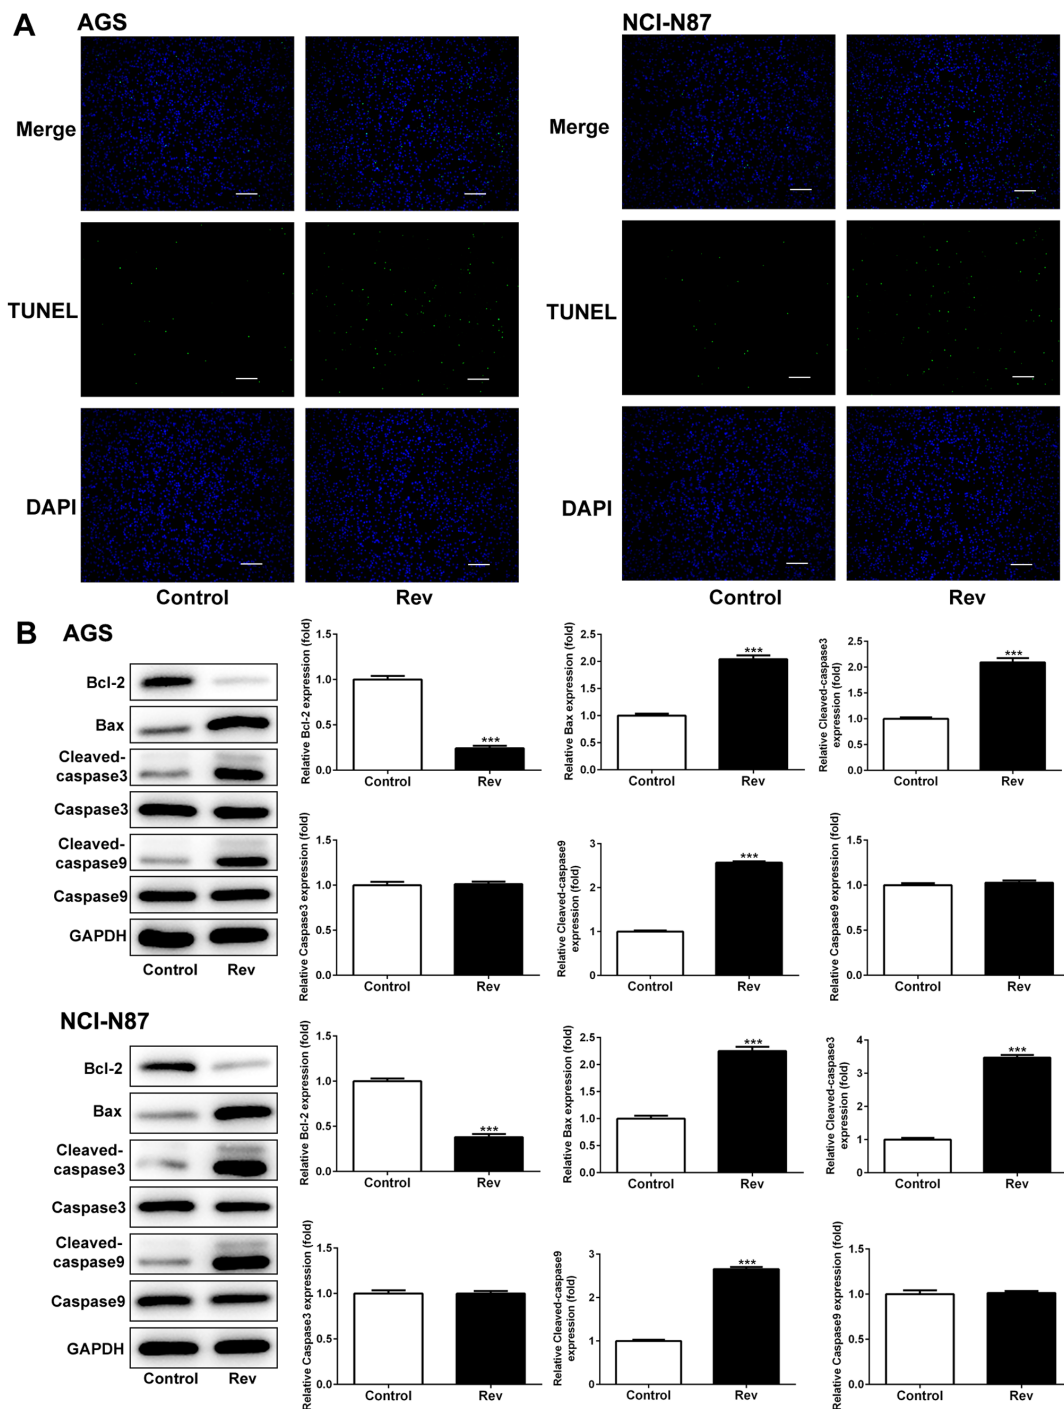 A
AGS
NCI-N87
Merge
Merge
TUNEL
TUNEL
DAPI
DAPI
Control
Rev
Control
Rev
B
AGS
Bcl-2
Bax
Cleaved-
caspase3
Caspase3
Cleaved-
caspase9
Caspase9
GAPDH
Control
Rev
Relative Bcl-2 expression (fold)
1.5
1.0
0.5
0.0
***
Control
Rev
Relative Bax expression (fold)
2.5
2.0
1.5
1.0
0.5
0.0
***
Control
Rev
Relative Cleaved-caspase3
expression (fold)
2.5
2.0
1.5
1.0
0.5
0.0
***
Control
Rev
Relative Caspase3 expression (fold)
1.5
1.0
0.5
0.0
Control
Rev
Relative Cleaved-caspase9
expression (fold)
3
2
1
0
***
Control
Rev
Relative Caspase9 expression (fold)
1.5
1.0
0.5
0.0
Control
Rev
NCI-N87
Bcl-2
Bax
Cleaved-
caspase3
Caspase3
Cleaved-
caspase9
Caspase9
GAPDH
Control
Rev
Relative Bcl-2 expression (fold)
1.5
1.0
0.5
0.0
***
Control
Rev
Relative Bax expression (fold)
2.5
2.0
1.5
1.0
0.5
0.0
***
Control
Rev
Relative Cleaved-caspase3
expression (fold)
4
3
2
1
0
***
Control
Rev
Relative Caspase3 expression (fold)
1.5
1.0
0.5
0.0
Control
Rev
Relative Cleaved-caspase9
expression (fold)
3
2
1
0
***
Control
Rev
Relative Caspase9 expression (fold)
1.5
1.0
0.5
0.0
Control
Rev